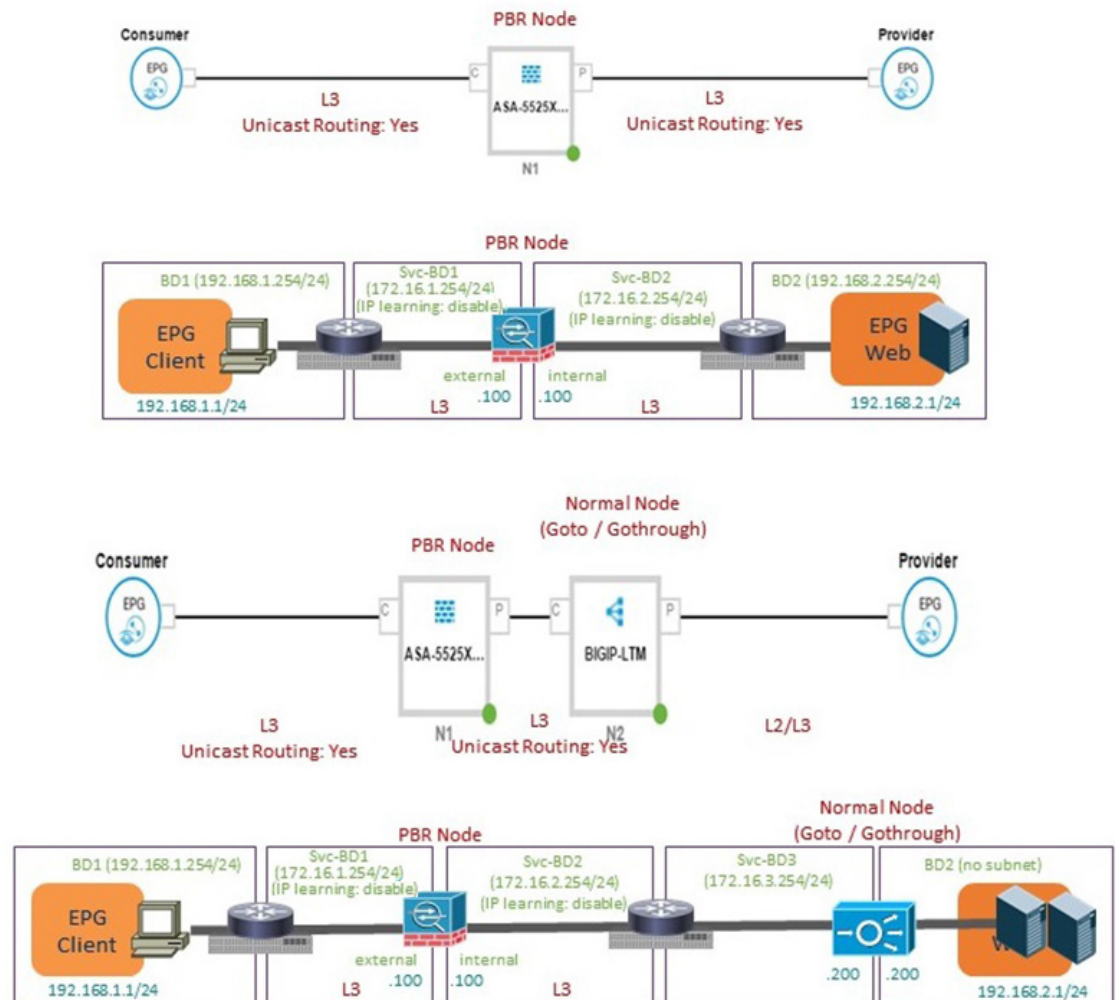 PBR Node
Consumer
Provider
EPG
EPG
C
P
ASA-5525X...
L3
Unicast Routing: Yes
L3
Unicast Routing: Yes
N1
PBR Node
BD1 (192.168.1.254/24)
Svc-BD1
(172.16.1.254/24)
(IP learning: disable)
Svc-BD2
(172.16.2.254/24)
(IP learning: disable)
BD2 (192.168.2.254/24)
EPG
Client
EPG
Web
external
internal
.100
.100
L3
L3
192.168.1.1/24
192.168.2.1/24
Normal Node
(Goto / Gothrough)
PBR Node
Consumer
Provider
EPG
EPG
C
P
C
P
ASA-5525X...
BIGIP-LTM
L3
Unicast Routing: Yes
N1
L3
Unicast Routing: Yes
N2
L2/L3
Normal Node
(Goto / Gothrough)
PBR Node
BD1 (192.168.1.254/24)
Svc-BD1
(172.16.1.254/24)
(IP learning: disable)
Svc-BD2
(172.16.2.254/24)
(IP learning: disable)
Svc-BD3
(172.16.3.254/24)
BD2 (no subnet)
EPG
Client
external
internal
.100
.100
L3
L3
.200
.200
192.168.1.1/24
192.168.2.1/24